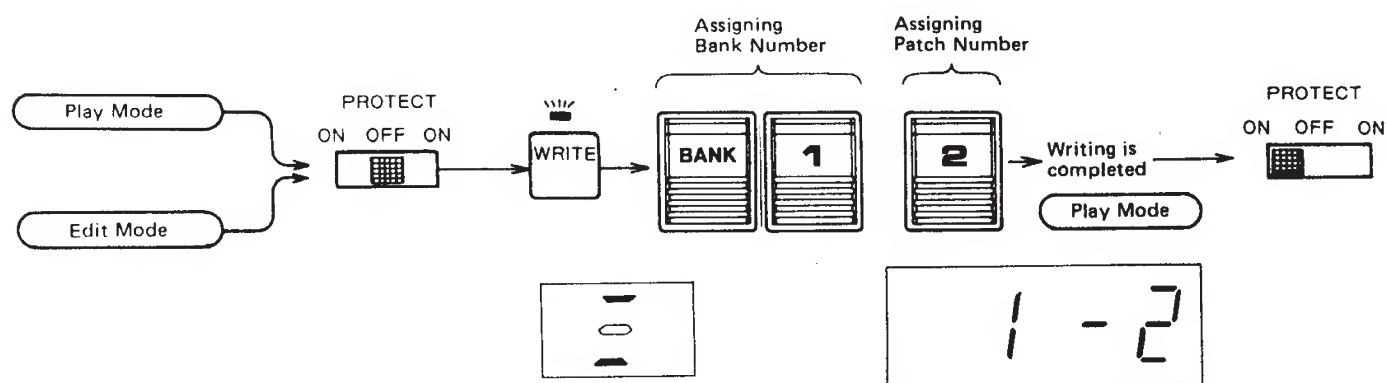 Assigning
Bank Number
Assigning
Patch Number
Play Mode
Edit Mode
PROTECT
ON OFF ON
WRITE
BANK
1
2
Writing is
completed
Play Mode
PROTECT
ON OFF ON
1 - 2